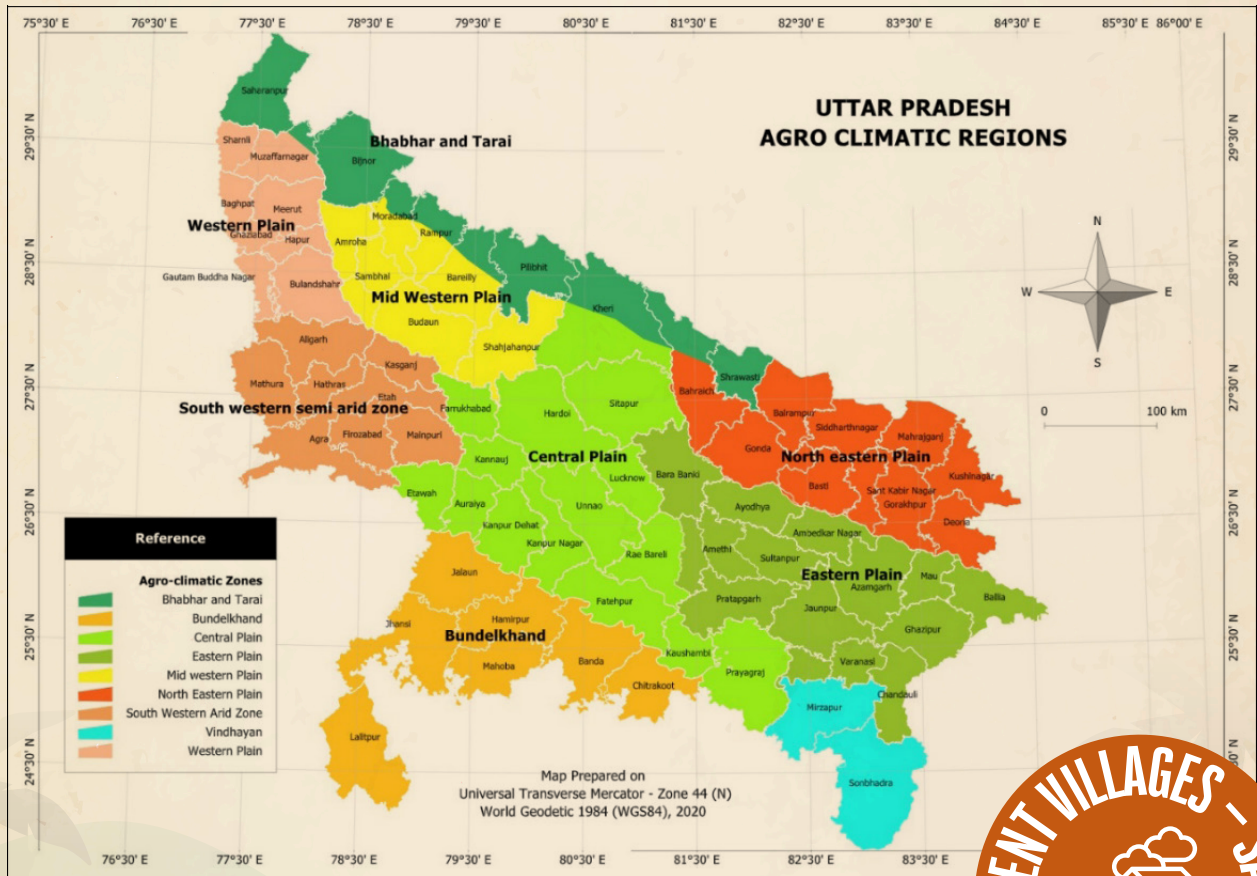 75°30' E
76°30' E
77°30' E
78°30' E
79°30' E
80°30' E
81°30' E
82°30' E
83°30' E
84°30' E
85°30' E
86°00' E
UTTAR PRADESH
AGRO CLIMATIC REGIONS
29°30' N
28°30' N
27°30' N
26°30' N
25°30' N
24°30' N
29°30' N
28°30' N
27°30' N
26°30' N
25°30' N
30' N
N
W
E
S
0
100 km
Saharanpur
Bhabhar and Tarai
Bijnor
Shamli
Muzaffarnagar
Baghpat
Meerut
Western Plain
Ghaziabad
Hapur
Gautam Buddha Nagar
Bulandshahr
Moradabad
Rampur
Amroha
Sambhal
Bareilly
Pilibhit
Mid Western Plain
Budaun
Shahjahanpur
Kheri
Shrawasti
Aligarh
Kasganj
Mathura
Hathras
Etah
South western semi arid zone
Agra
Firozabad
Mainpuri
Farrukhabad
Hardoi
Sitapur
Bahraich
Balrampur
Siddharthnagar
Mahrajganj
Gonda
North eastern Plain
Kushinagar
Basti
Sant Kabir Nagar
Gorakhpur
Deoria
Kannauj
Central Plain
Lucknow
Bara Banki
Etawah
Auraiya
Unnao
Ayodhya
Kanpur Dehat
Kanpur Nagar
Rae Bareli
Ambedkar Nagar
Amethi
Sultanpur
Eastern Plain
Azamgarh
Mau
Ballia
Jalaun
Fatehpur
Pratapgarh
Jaunpur
Ghazipur
Jhansi
Hamirpur
Bundelkhand
Mahoba
Banda
Chitrakoot
Kaushambi
Prayagraj
Varanasi
Chandauli
Mirzapur
Lalitpur
Sonbhadra
Reference
Agro-climatic Zones
Bhabhar and Tarai
Bundelkhand
Central Plain
Eastern Plain
Mid western Plain
North Eastern Plain
South Western Arid Zone
Vindhayan
Western Plain
Map Prepared on
Universal Transverse Mercator - Zone 44 (N)
World Geodetic 1984 (WGS84), 2020
76°30' E
77°30' E
78°30' E
79°30' E
80°30' E
81°30' E
82°30' E
83°30' E
ENT VILLAGES –